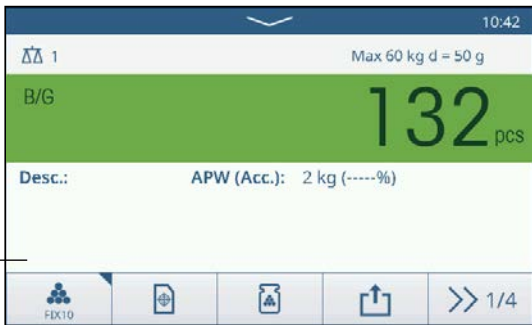 10:42
1 Max 60 kg d = 50 g
B/G 132 pcs
Desc.: APW (Acc.): 2 kg (-----%)
FIX10 1/4